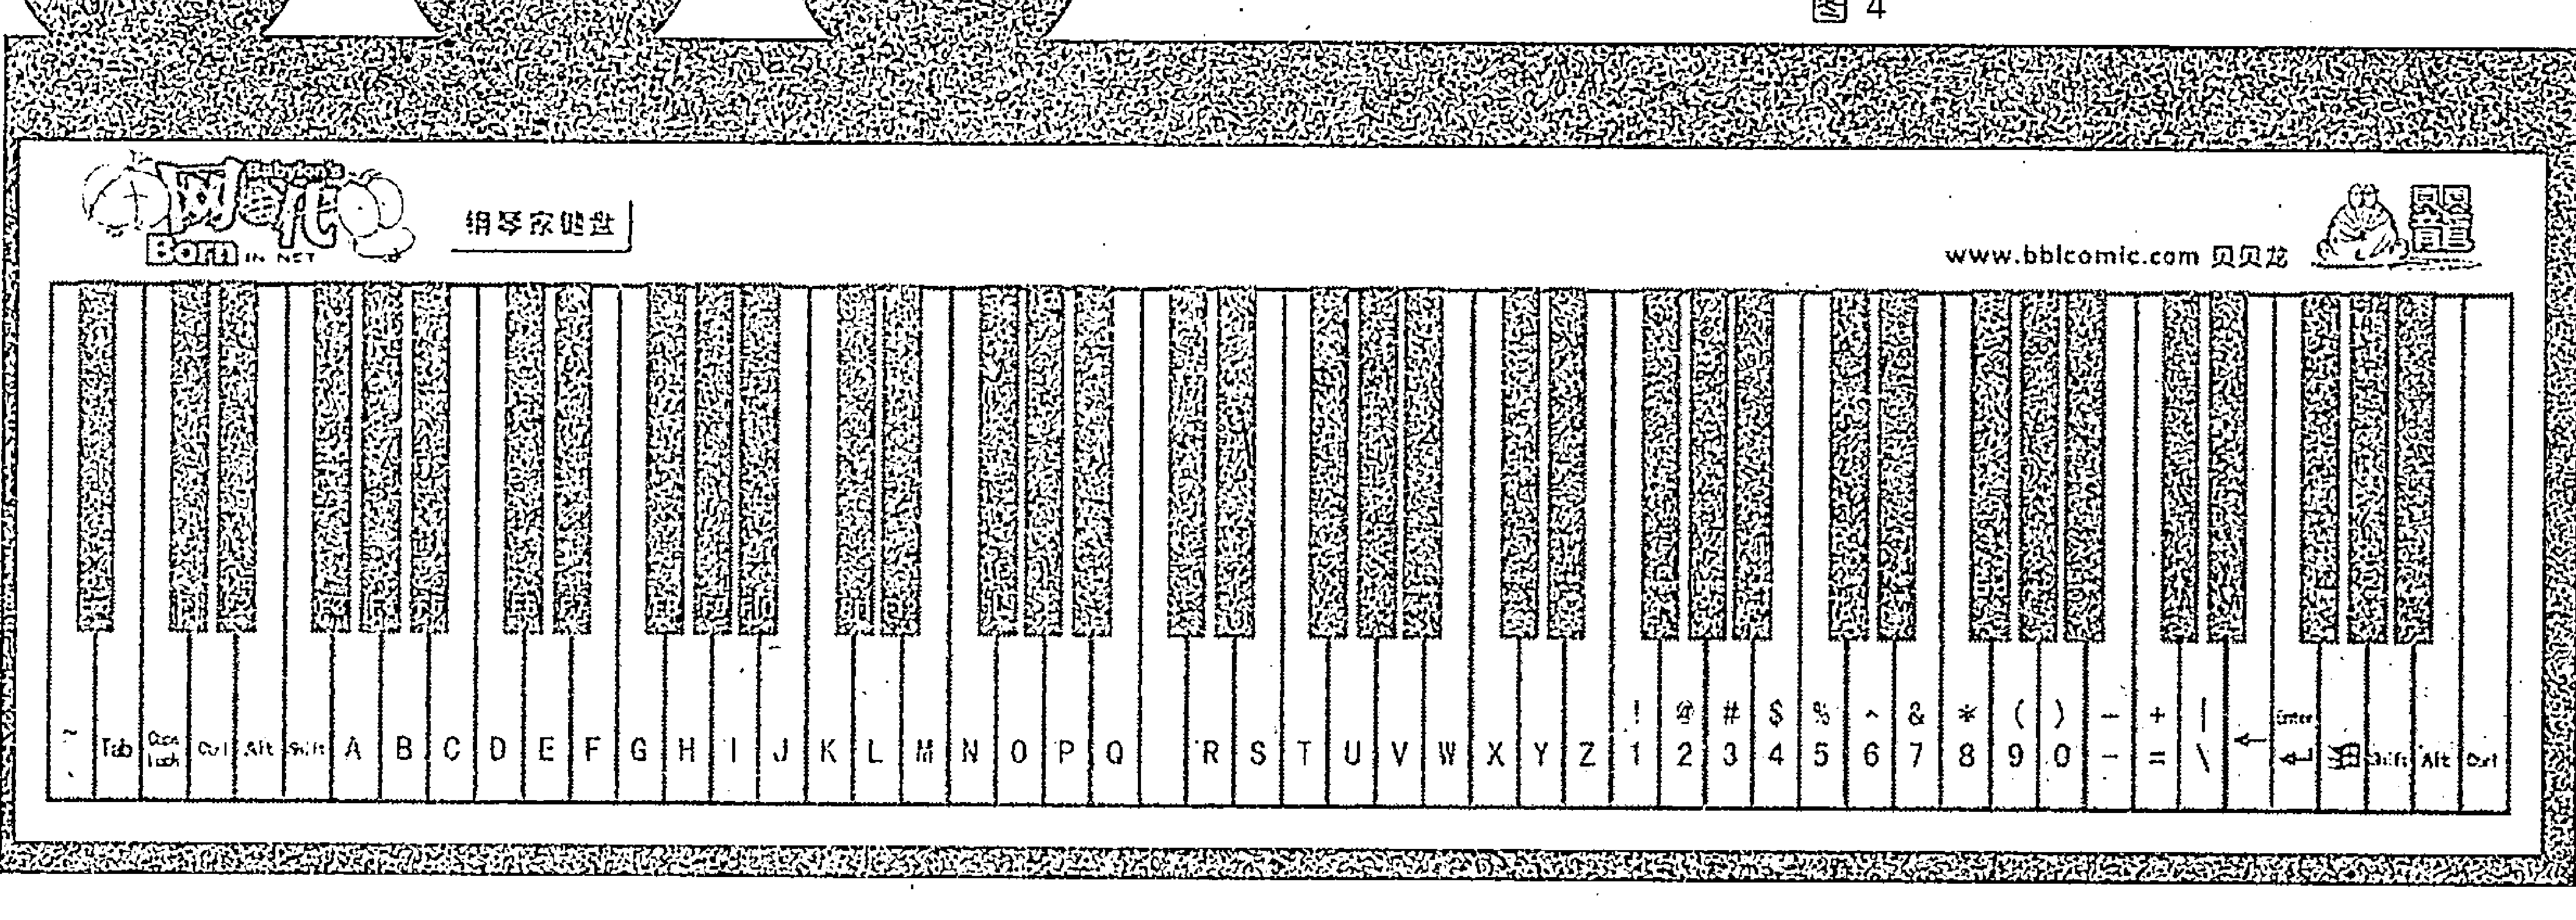 图 4
Babylon's
网
Born IN NET
钢琴家键盘
www.bblcomic.com 贝贝龙
F10
! @ # $ % ^ & * ( ) — + |
Enter
~ Tab Caps Lock Ctrl Alt Shift A B C D E F G H I J K L M N O P Q R S T U V W X Y Z 1 2 3 4 5 6 7 8 9 0 - = \ ← Shift Alt Ctrl